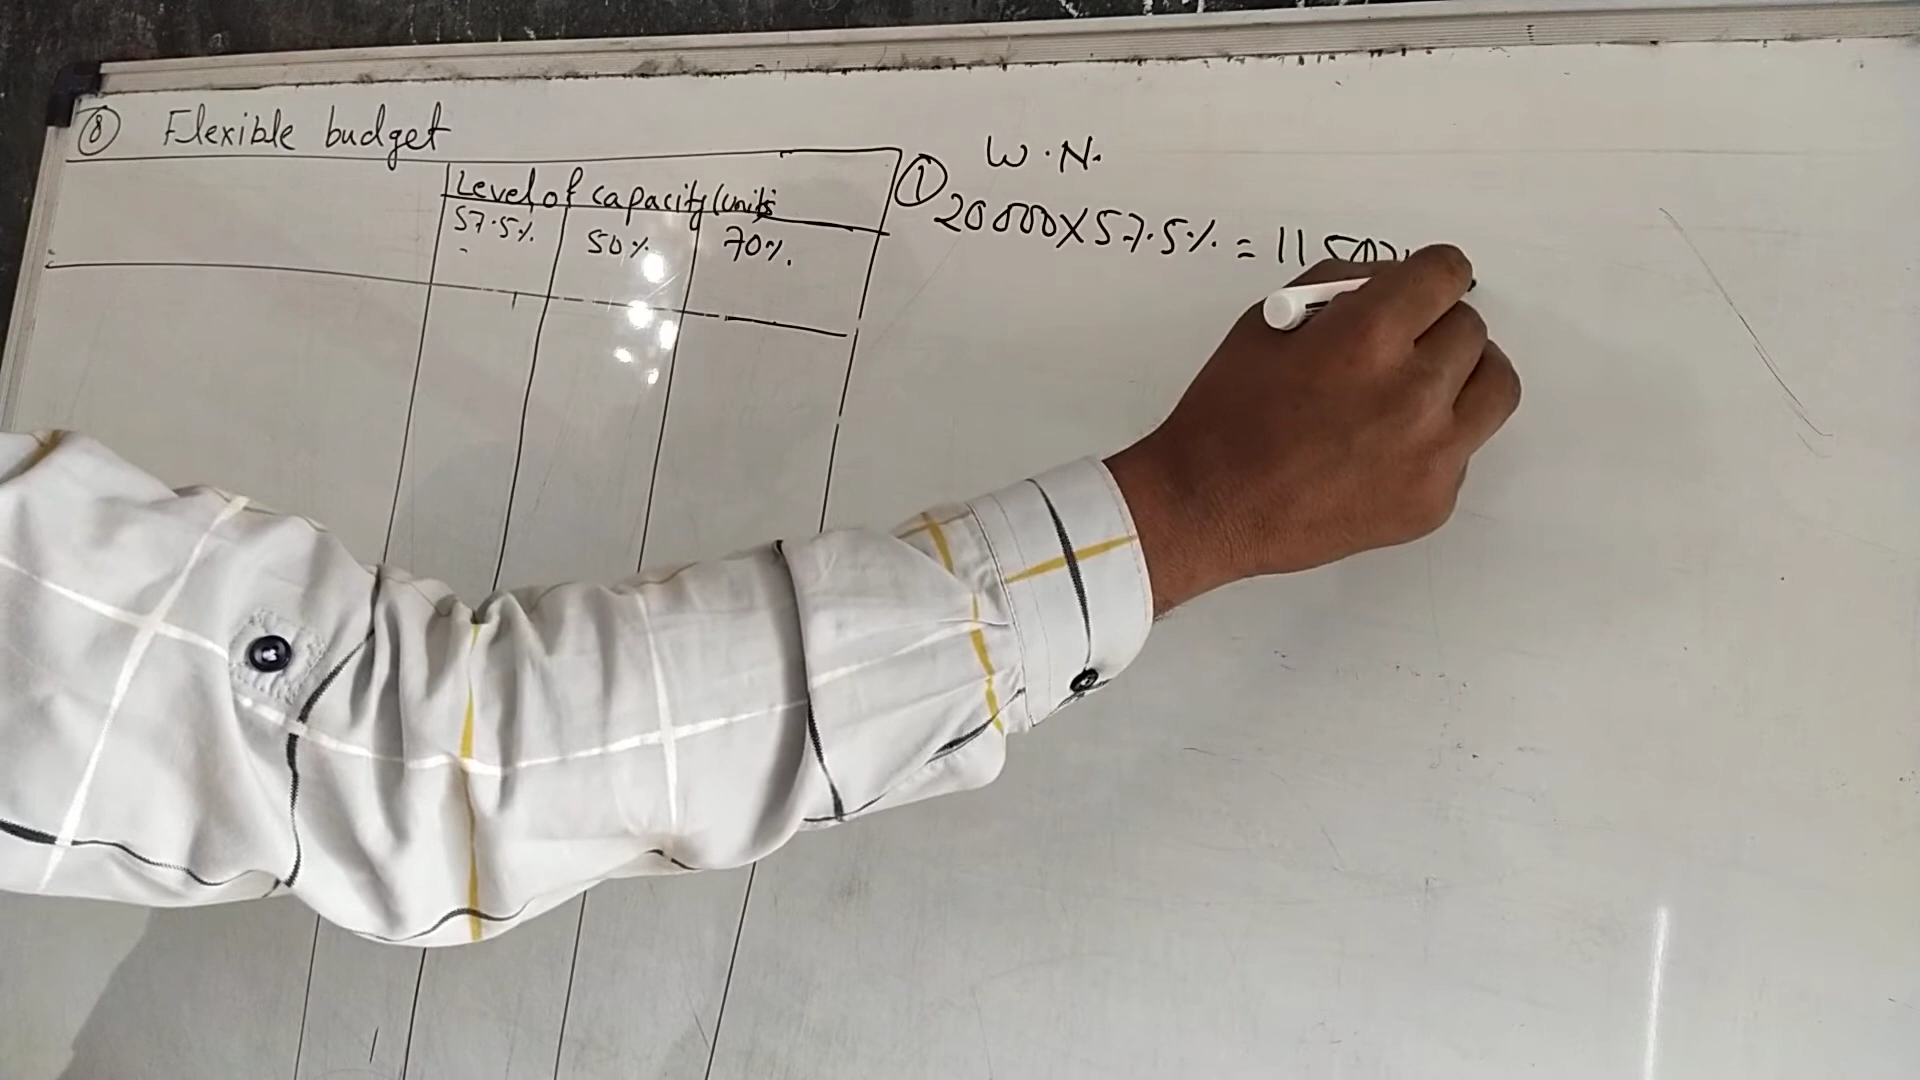 ⑧ Flexible budget
Level of capacity (units
57.5%. 50% 70%.
W.N.
① 20000×57.5% = 11500